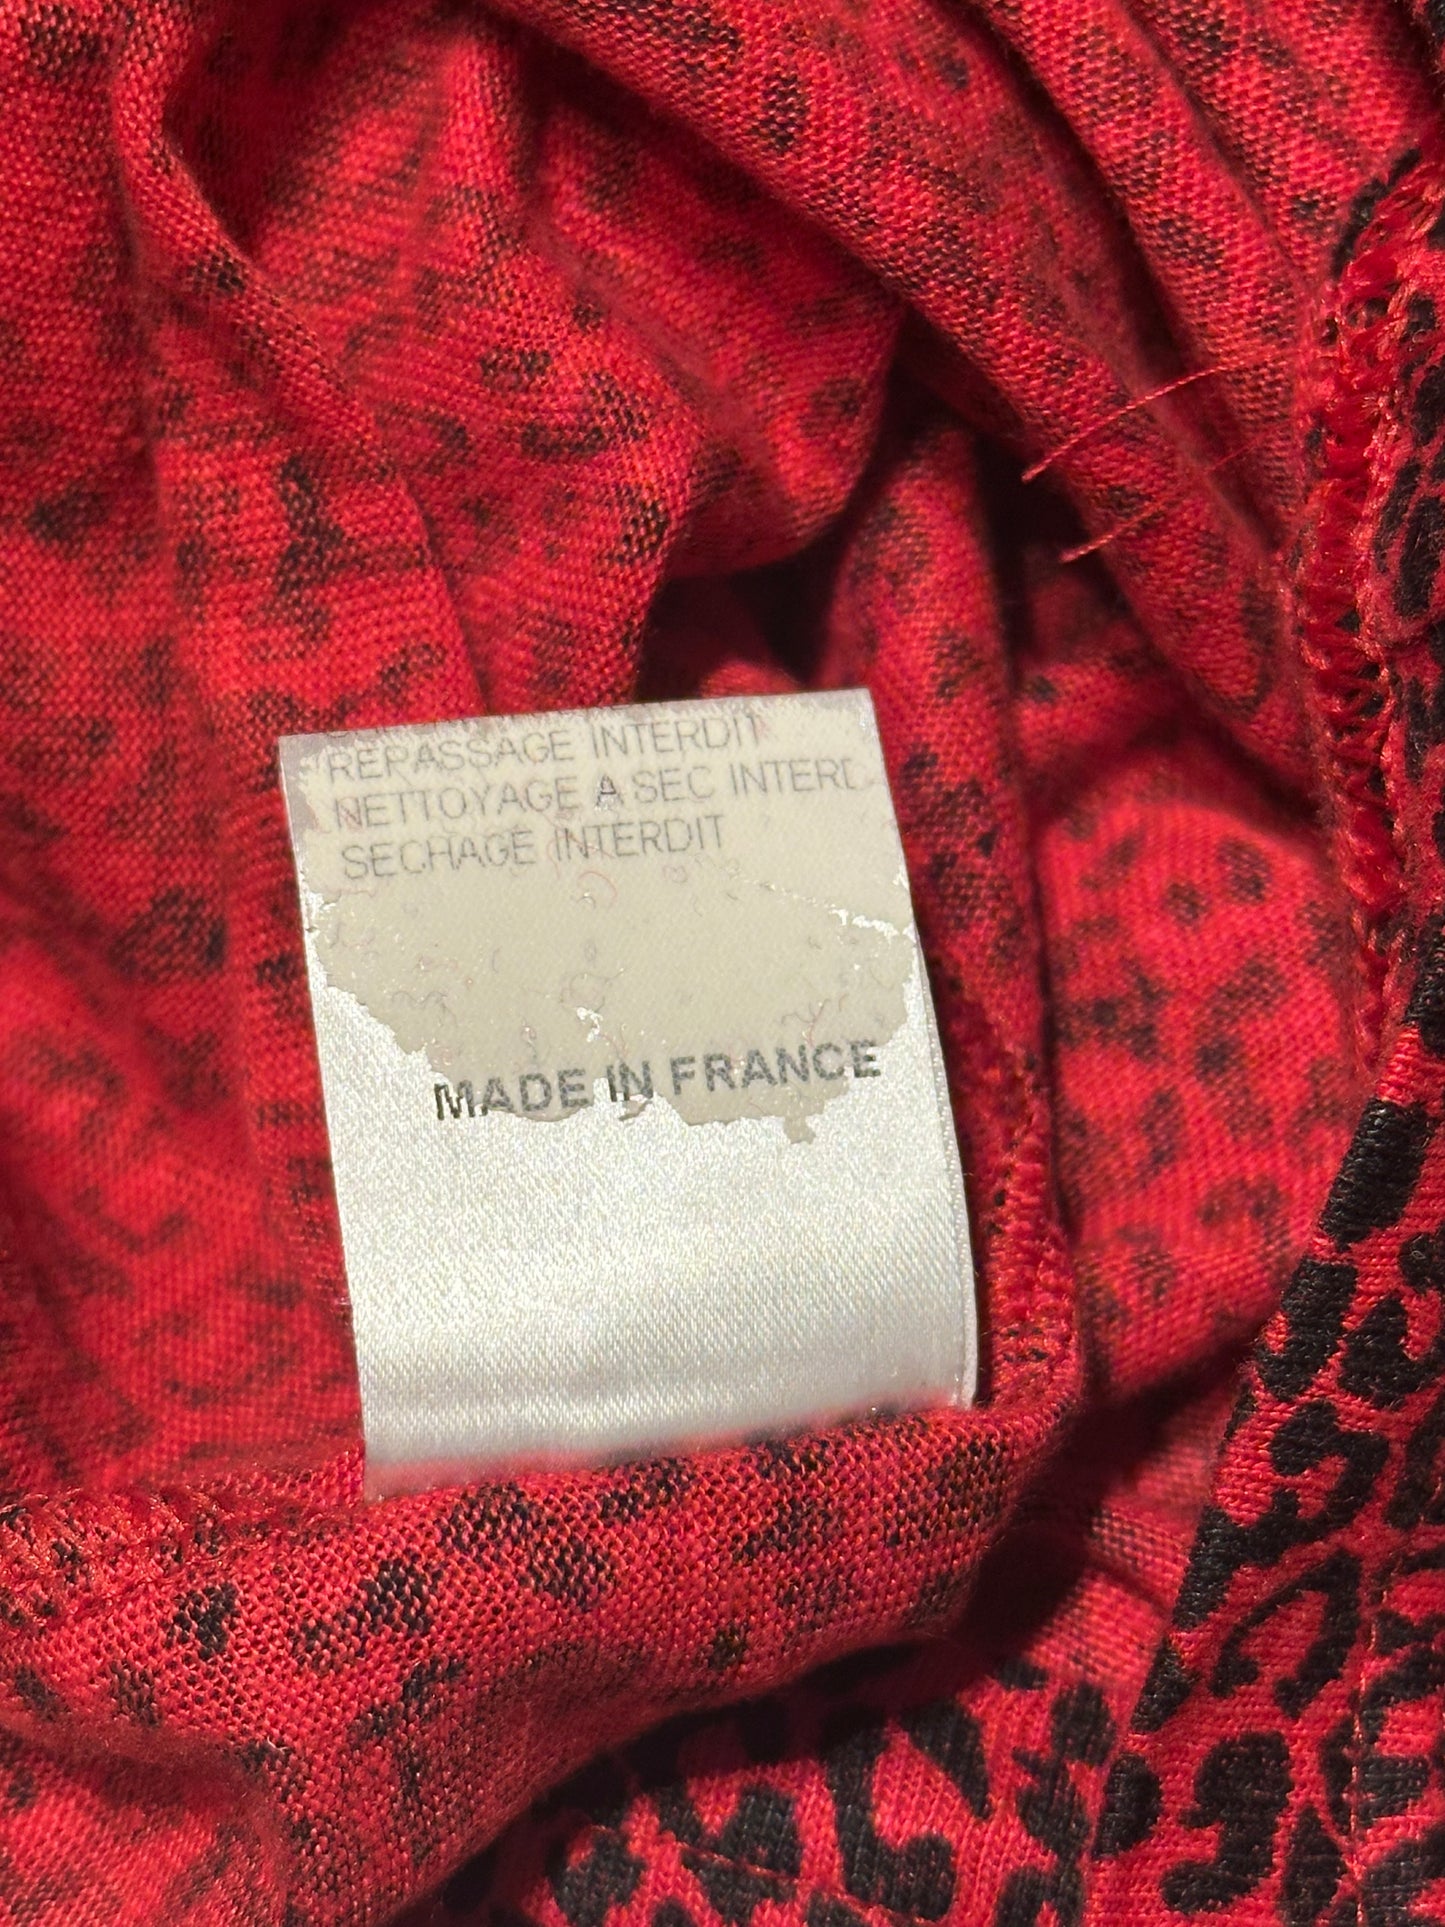 REPASSAGE INTERDIT
NETTOYAGE A SEC INTERD
SECHAGE INTERDIT
MADE IN FRANCE